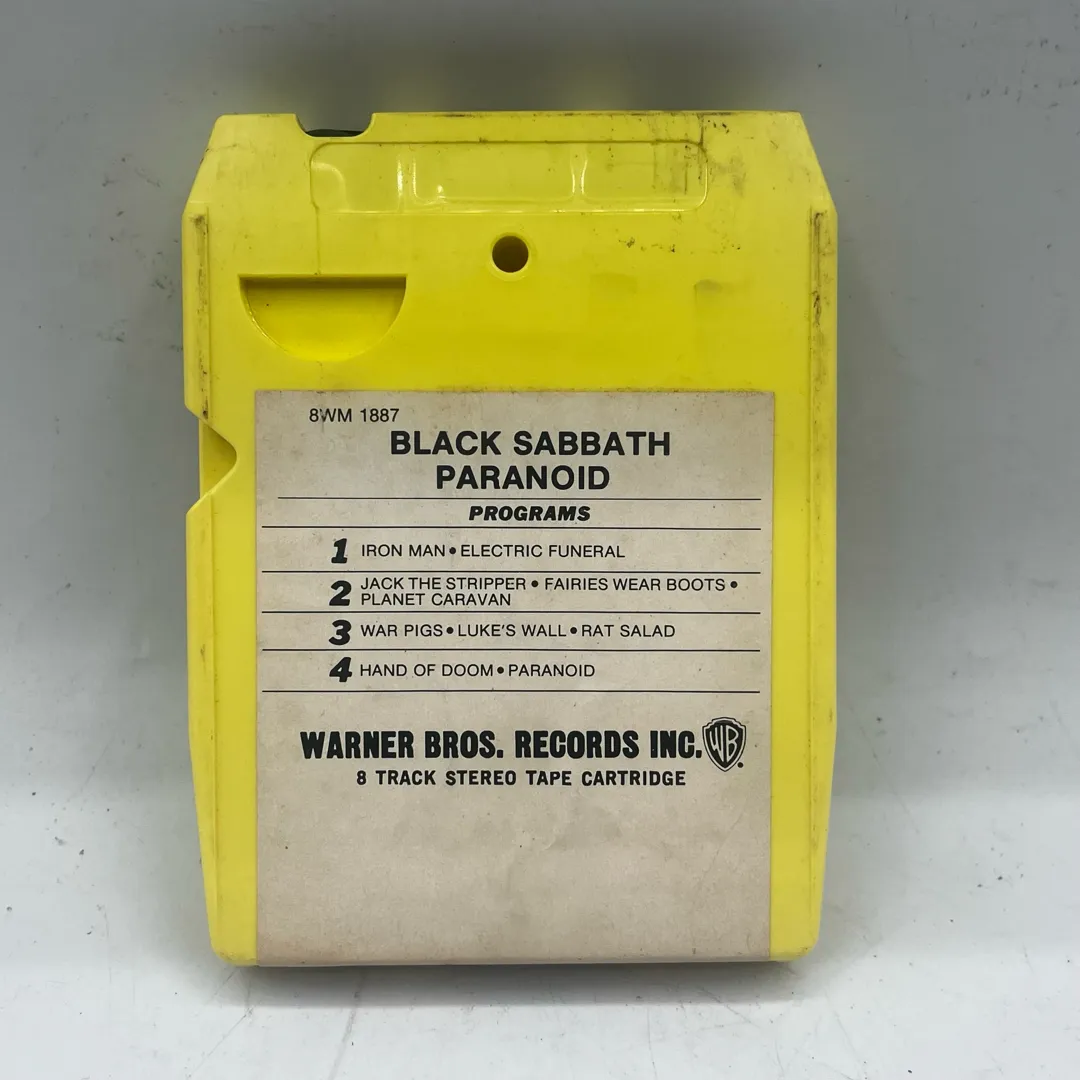 8WM 1887
BLACK SABBATH
PARANOID
PROGRAMS
1 IRON MAN • ELECTRIC FUNERAL
2 JACK THE STRIPPER • FAIRIES WEAR BOOTS •
PLANET CARAVAN
3 WAR PIGS • LUKE'S WALL • RAT SALAD
4 HAND OF DOOM • PARANOID
WARNER BROS. RECORDS INC. WB
8 TRACK STEREO TAPE CARTRIDGE